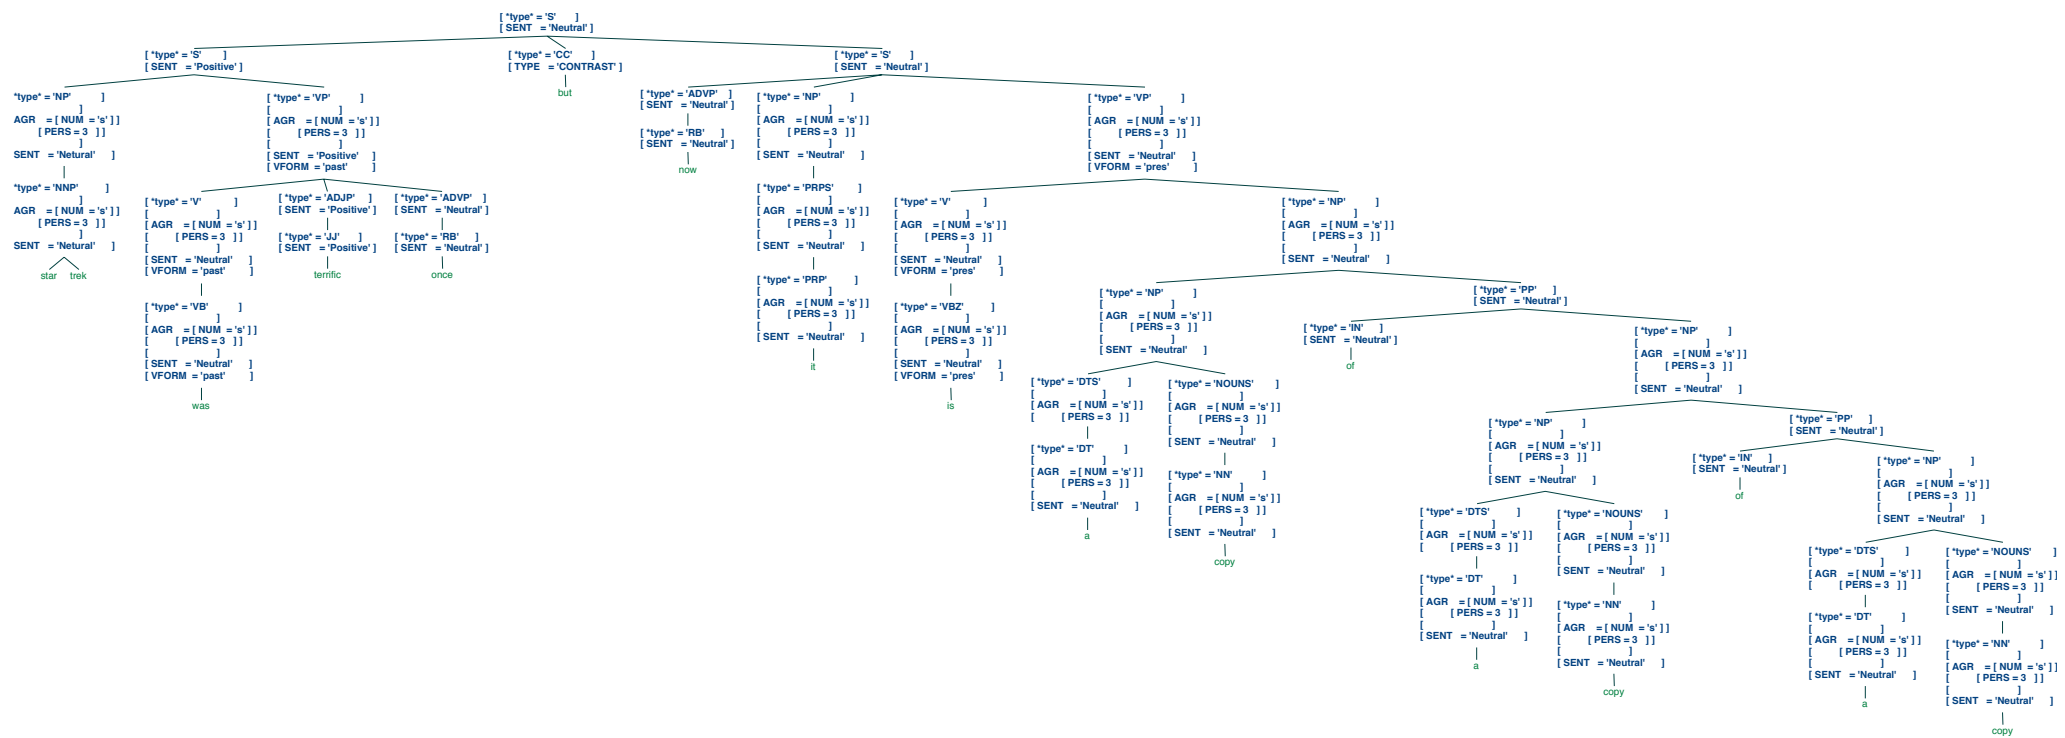 [ *type* = 'S' ]
[ SENT = 'Neutral' ]
[ *type* = 'S' ]
[ SENT = 'Positive' ]
[ *type* = 'CC' ]
[ TYPE = 'CONTRAST' ]
but
[ *type* = 'S' ]
[ SENT = 'Neutral' ]
*type* = 'NP' ]
]
AGR = [ NUM = 's' ] ]
[ PERS = 3 ] ]
]
SENT = 'Netural' ]
*type* = 'NNP' ]
]
AGR = [ NUM = 's' ] ]
[ PERS = 3 ] ]
]
SENT = 'Netural' ]
star trek
[ *type* = 'VP' ]
[ ]
[ AGR = [ NUM = 's' ] ]
[ [ PERS = 3 ] ]
[ ]
[ SENT = 'Positive' ]
[ VFORM = 'past' ]
[ *type* = 'V' ]
[ ]
[ AGR = [ NUM = 's' ] ]
[ [ PERS = 3 ] ]
[ ]
[ SENT = 'Neutral' ]
[ VFORM = 'past' ]
[ *type* = 'VB' ]
[ ]
[ AGR = [ NUM = 's' ] ]
[ [ PERS = 3 ] ]
[ ]
[ SENT = 'Neutral' ]
[ VFORM = 'past' ]
was
[ *type* = 'ADJP' ]
[ SENT = 'Positive' ]
[ *type* = 'JJ' ]
[ SENT = 'Positive' ]
terrific
[ *type* = 'ADVP' ]
[ SENT = 'Neutral' ]
[ *type* = 'RB' ]
[ SENT = 'Neutral' ]
once
[ *type* = 'ADVP' ]
[ SENT = 'Neutral' ]
[ *type* = 'RB' ]
[ SENT = 'Neutral' ]
now
[ *type* = 'NP' ]
[ ]
[ AGR = [ NUM = 's' ] ]
[ [ PERS = 3 ] ]
[ ]
[ SENT = 'Neutral' ]
[ *type* = 'PRPS' ]
[ ]
[ AGR = [ NUM = 's' ] ]
[ [ PERS = 3 ] ]
[ ]
[ SENT = 'Neutral' ]
[ *type* = 'PRP' ]
[ ]
[ AGR = [ NUM = 's' ] ]
[ [ PERS = 3 ] ]
[ ]
[ SENT = 'Neutral' ]
it
[ *type* = 'VP' ]
[ ]
[ AGR = [ NUM = 's' ] ]
[ [ PERS = 3 ] ]
[ ]
[ SENT = 'Neutral' ]
[ VFORM = 'pres' ]
[ *type* = 'V' ]
[ ]
[ AGR = [ NUM = 's' ] ]
[ [ PERS = 3 ] ]
[ ]
[ SENT = 'Neutral' ]
[ VFORM = 'pres' ]
[ *type* = 'VBZ' ]
[ ]
[ AGR = [ NUM = 's' ] ]
[ [ PERS = 3 ] ]
[ ]
[ SENT = 'Neutral' ]
[ VFORM = 'pres' ]
is
[ *type* = 'NP' ]
[ ]
[ AGR = [ NUM = 's' ] ]
[ [ PERS = 3 ] ]
[ ]
[ SENT = 'Neutral' ]
[ *type* = 'NP' ]
[ ]
[ AGR = [ NUM = 's' ] ]
[ [ PERS = 3 ] ]
[ ]
[ SENT = 'Neutral' ]
[ *type* = 'DTS' ]
[ ]
[ AGR = [ NUM = 's' ] ]
[ [ PERS = 3 ] ]
[ *type* = 'DT' ]
[ ]
[ AGR = [ NUM = 's' ] ]
[ [ PERS = 3 ] ]
[ ]
[ SENT = 'Neutral' ]
a
[ *type* = 'NOUNS' ]
[ ]
[ AGR = [ NUM = 's' ] ]
[ [ PERS = 3 ] ]
[ ]
[ SENT = 'Neutral' ]
[ *type* = 'NN' ]
[ ]
[ AGR = [ NUM = 's' ] ]
[ [ PERS = 3 ] ]
[ ]
[ SENT = 'Neutral' ]
copy
[ *type* = 'PP' ]
[ SENT = 'Neutral' ]
[ *type* = 'IN' ]
[ SENT = 'Neutral' ]
of
[ *type* = 'NP' ]
[ ]
[ AGR = [ NUM = 's' ] ]
[ [ PERS = 3 ] ]
[ ]
[ SENT = 'Neutral' ]
[ *type* = 'NP' ]
[ ]
[ AGR = [ NUM = 's' ] ]
[ [ PERS = 3 ] ]
[ ]
[ SENT = 'Neutral' ]
[ *type* = 'DTS' ]
[ ]
[ AGR = [ NUM = 's' ] ]
[ [ PERS = 3 ] ]
[ *type* = 'DT' ]
[ ]
[ AGR = [ NUM = 's' ] ]
[ [ PERS = 3 ] ]
[ ]
[ SENT = 'Neutral' ]
a
[ *type* = 'NOUNS' ]
[ ]
[ AGR = [ NUM = 's' ] ]
[ [ PERS = 3 ] ]
[ ]
[ SENT = 'Neutral' ]
[ *type* = 'NN' ]
[ ]
[ AGR = [ NUM = 's' ] ]
[ [ PERS = 3 ] ]
[ ]
[ SENT = 'Neutral' ]
copy
[ *type* = 'PP' ]
[ SENT = 'Neutral' ]
[ *type* = 'IN' ]
[ SENT = 'Neutral' ]
of
[ *type* = 'NP' ]
[ ]
[ AGR = [ NUM = 's' ] ]
[ [ PERS = 3 ] ]
[ ]
[ SENT = 'Neutral' ]
[ *type* = 'DTS' ]
[ ]
[ AGR = [ NUM = 's' ] ]
[ [ PERS = 3 ] ]
[ *type* = 'DT' ]
[ ]
[ AGR = [ NUM = 's' ] ]
[ [ PERS = 3 ] ]
[ ]
[ SENT = 'Neutral' ]
a
[ *type* = 'NOUNS' ]
[ ]
[ AGR = [ NUM = 's' ] ]
[ [ PERS = 3 ] ]
[ ]
[ SENT = 'Neutral' ]
[ *type* = 'NN' ]
[ ]
[ AGR = [ NUM = 's' ] ]
[ [ PERS = 3 ] ]
[ ]
[ SENT = 'Neutral' ]
copy